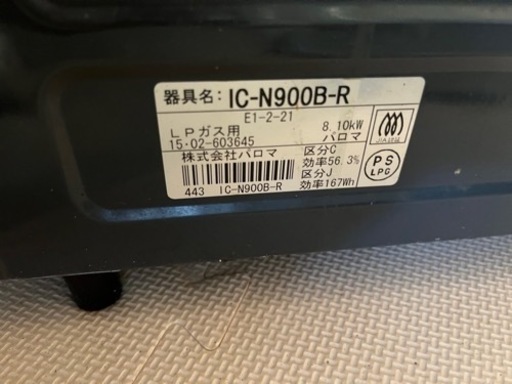 器具名: IC-N900B-R
E1-2-21
LPガス用 8.10kW
15・02-603645 パロマ
株式会社パロマ 区分C
効率56.3%
区分J
443 IC-N900B-R 効率167Wh
PS
LPG